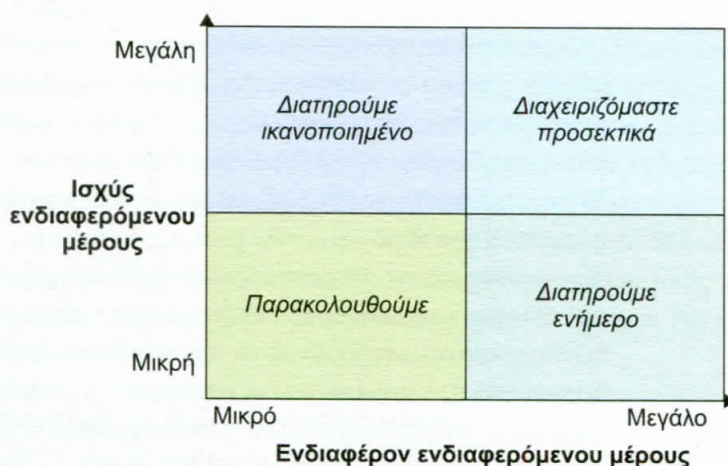 Μεγάλη
Διατηρούμε
ικανοποιημένο
Διαχειριζόμαστε
προσεκτικά
Ισχύς
ενδιαφερόμενου
μέρους
Παρακολουθούμε
Διατηρούμε
ενήμερο
Μικρή
Μικρό
Μεγάλο
Ενδιαφέρον ενδιαφερόμενου μέρους